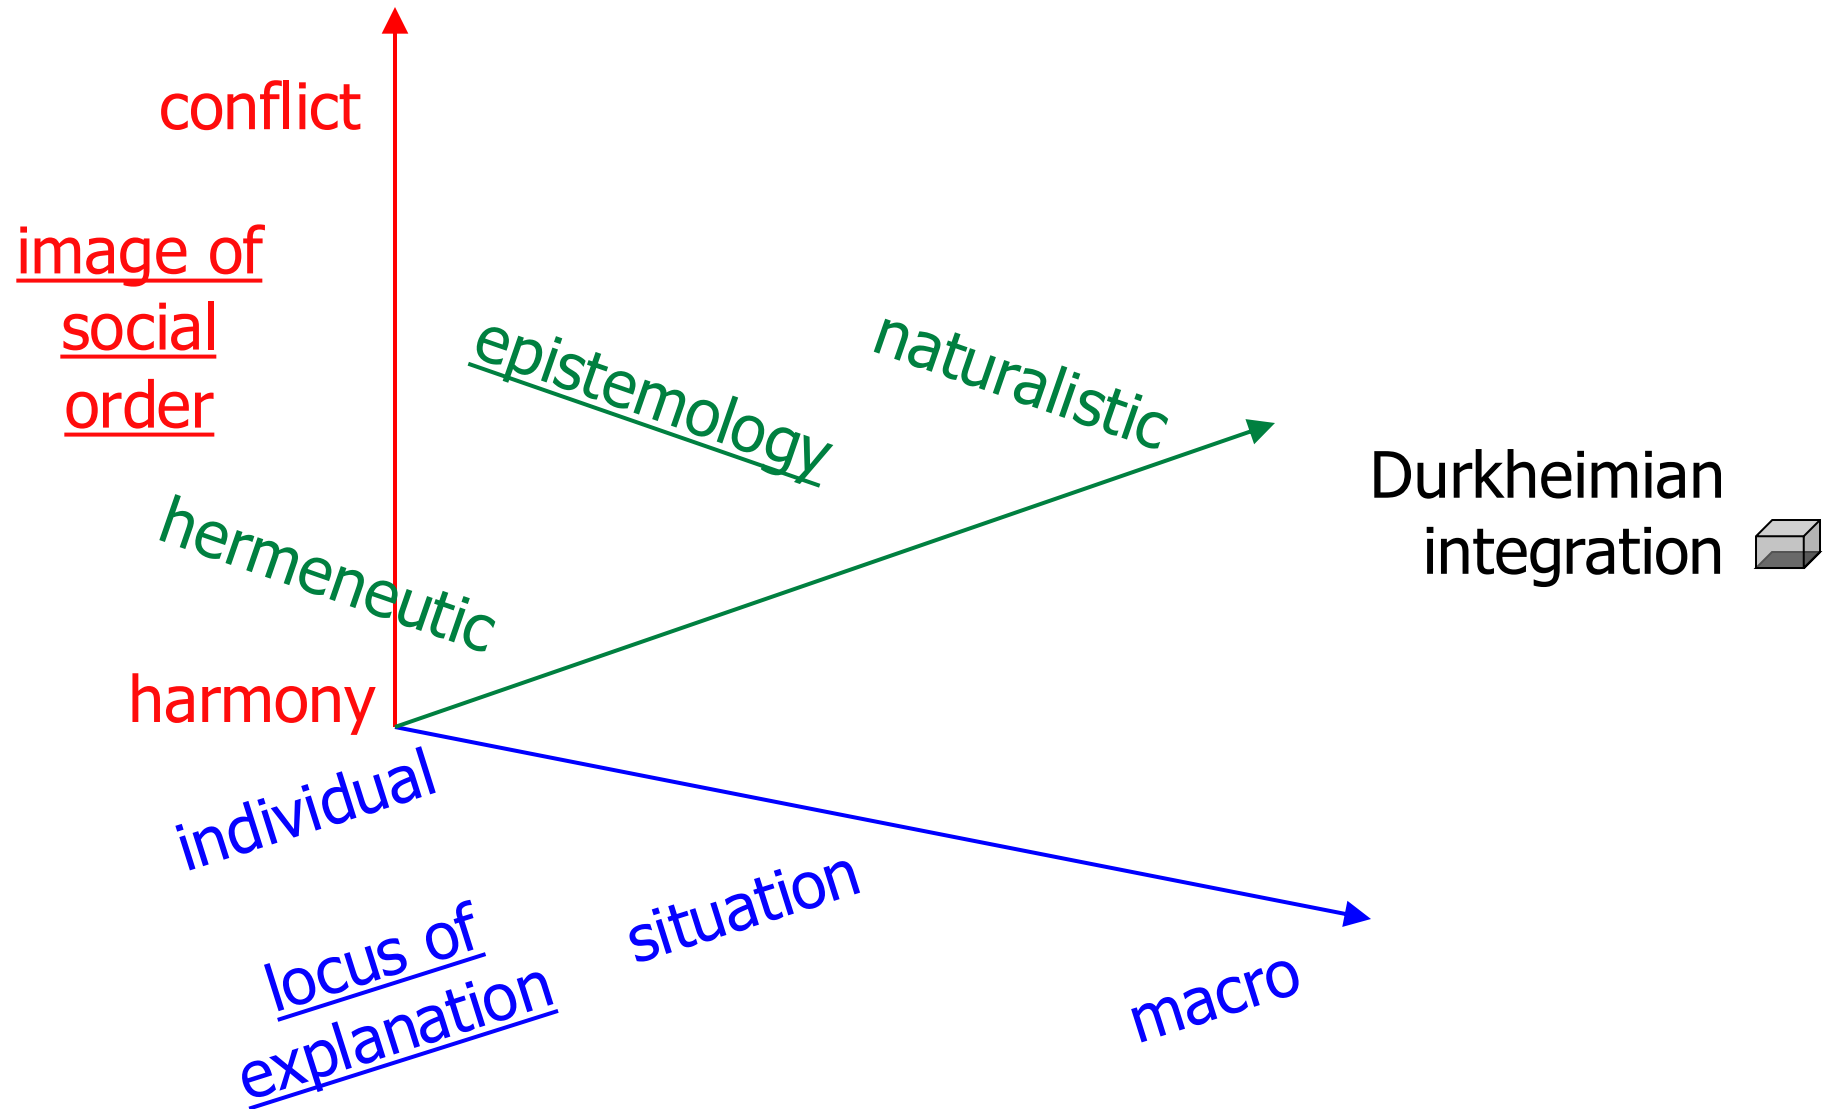 conflict
image of
social
order
epistemology
naturalistic
hermeneutic
Durkheimian
integration
harmony
individual
situation
locus of
explanation
macro